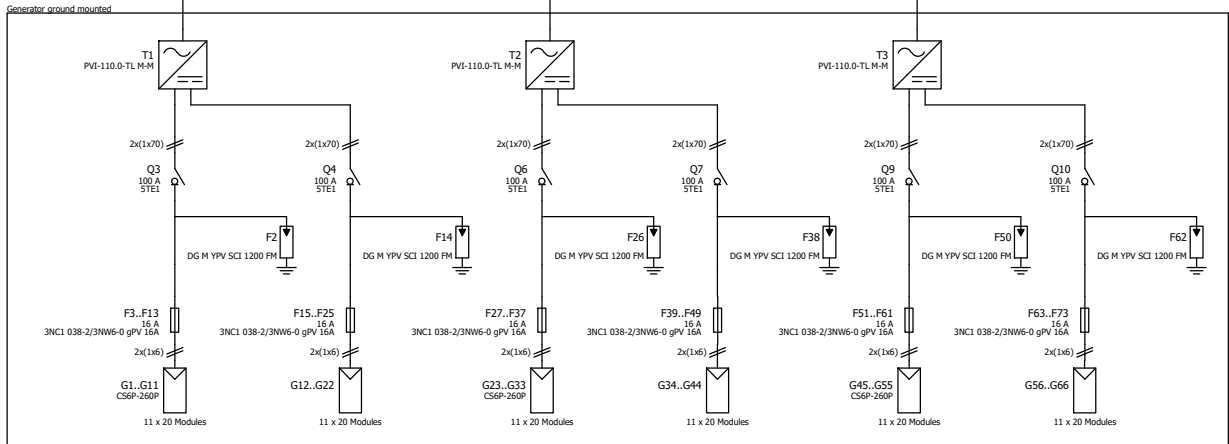 Generator ground mounted
T1
PVI-110.0-TL M-M
T2
PVI-110.0-TL M-M
T3
PVI-110.0-TL M-M
2x(1x70)
2x(1x70)
2x(1x70)
2x(1x70)
2x(1x70)
2x(1x70)
Q3
100 A
5TE1
Q4
100 A
5TE1
Q6
100 A
5TE1
Q7
100 A
5TE1
Q9
100 A
5TE1
Q10
100 A
5TE1
F2
DG M YPV SCI 1200 FM
F14
DG M YPV SCI 1200 FM
F26
DG M YPV SCI 1200 FM
F38
DG M YPV SCI 1200 FM
F50
DG M YPV SCI 1200 FM
F62
DG M YPV SCI 1200 FM
F3..F13
16 A
3NC1 038-2/3NW6-0 gPV 16A
F15..F25
16 A
3NC1 038-2/3NW6-0 gPV 16A
F27..F37
16 A
3NC1 038-2/3NW6-0 gPV 16A
F39..F49
16 A
3NC1 038-2/3NW6-0 gPV 16A
F51..F61
16 A
3NC1 038-2/3NW6-0 gPV 16A
F63..F73
16 A
3NC1 038-2/3NW6-0 gPV 16A
2x(1x6)
2x(1x6)
2x(1x6)
2x(1x6)
2x(1x6)
2x(1x6)
G1..G11
CS6P-260P
11 x 20 Modules
G12..G22
11 x 20 Modules
G23..G33
CS6P-260P
11 x 20 Modules
G34..G44
11 x 20 Modules
G45..G55
CS6P-260P
11 x 20 Modules
G56..G66
11 x 20 Modules